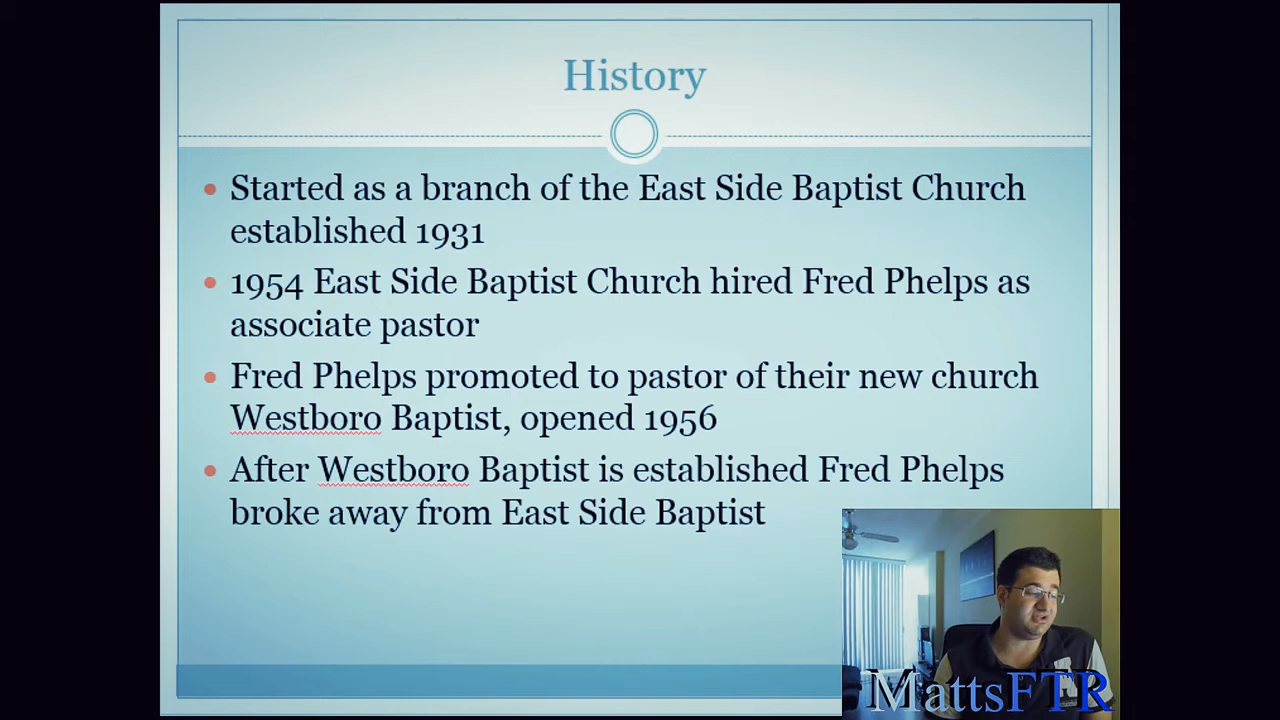 History
• Started as a branch of the East Side Baptist Church
established 1931
• 1954 East Side Baptist Church hired Fred Phelps as
associate pastor
• Fred Phelps promoted to pastor of their new church
Westboro Baptist, opened 1956
• After Westboro Baptist is established Fred Phelps
broke away from East Side Baptist
MattsFTR